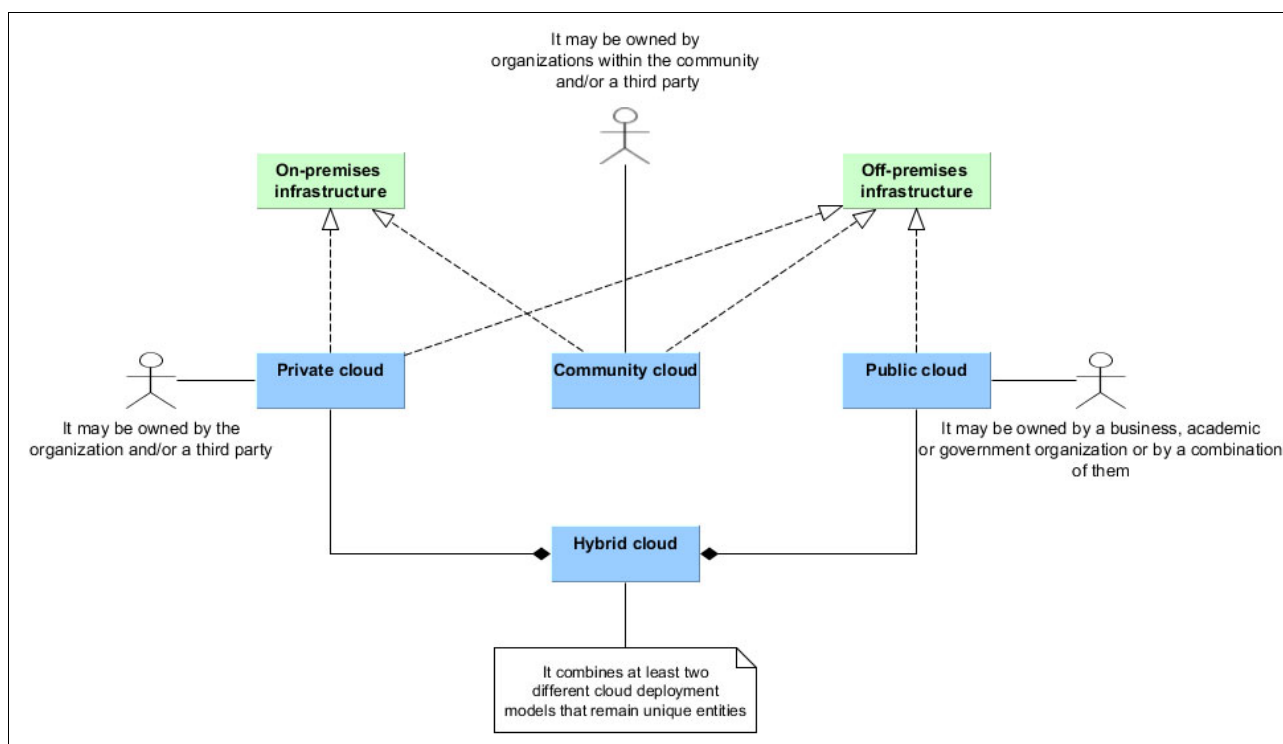 It may be owned by
organizations within the community
and/or a third party
On-premises
infrastructure
Off-premises
infrastructure
Private cloud
Community cloud
Public cloud
It may be owned by the
organization and/or a third party
It may be owned by a business, academic
or government organization or by a combination
of them
Hybrid cloud
It combines at least two
different cloud deployment
models that remain unique entities